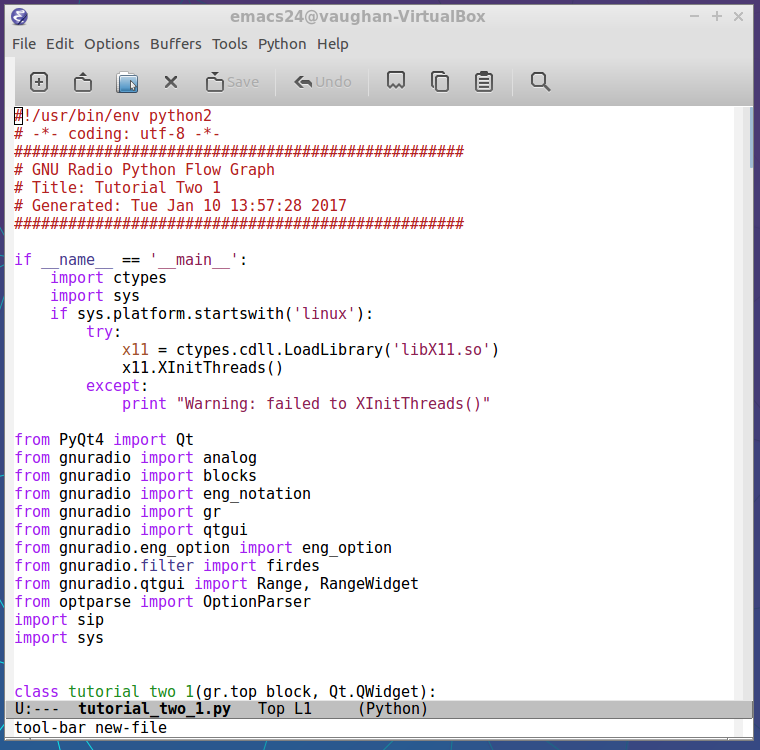 emacs24@vaughan-VirtualBox
File Edit Options Buffers Tools Python Help
Save Undo
#!/usr/bin/env python2
# -*- coding: utf-8 -*-
##################################################
# GNU Radio Python Flow Graph
# Title: Tutorial Two 1
# Generated: Tue Jan 10 13:57:28 2017
##################################################

if __name__ == '__main__':
    import ctypes
    import sys
    if sys.platform.startswith('linux'):
        try:
            x11 = ctypes.cdll.LoadLibrary('libX11.so')
            x11.XInitThreads()
        except:
            print "Warning: failed to XInitThreads()"

from PyQt4 import Qt
from gnuradio import analog
from gnuradio import blocks
from gnuradio import eng_notation
from gnuradio import gr
from gnuradio import qtgui
from gnuradio.eng_option import eng_option
from gnuradio.filter import firdes
from gnuradio.qtgui import Range, RangeWidget
from optparse import OptionParser
import sip
import sys


class tutorial_two_1(gr.top_block, Qt.QWidget):
U:--- tutorial_two_1.py Top L1 (Python)
tool-bar new-file